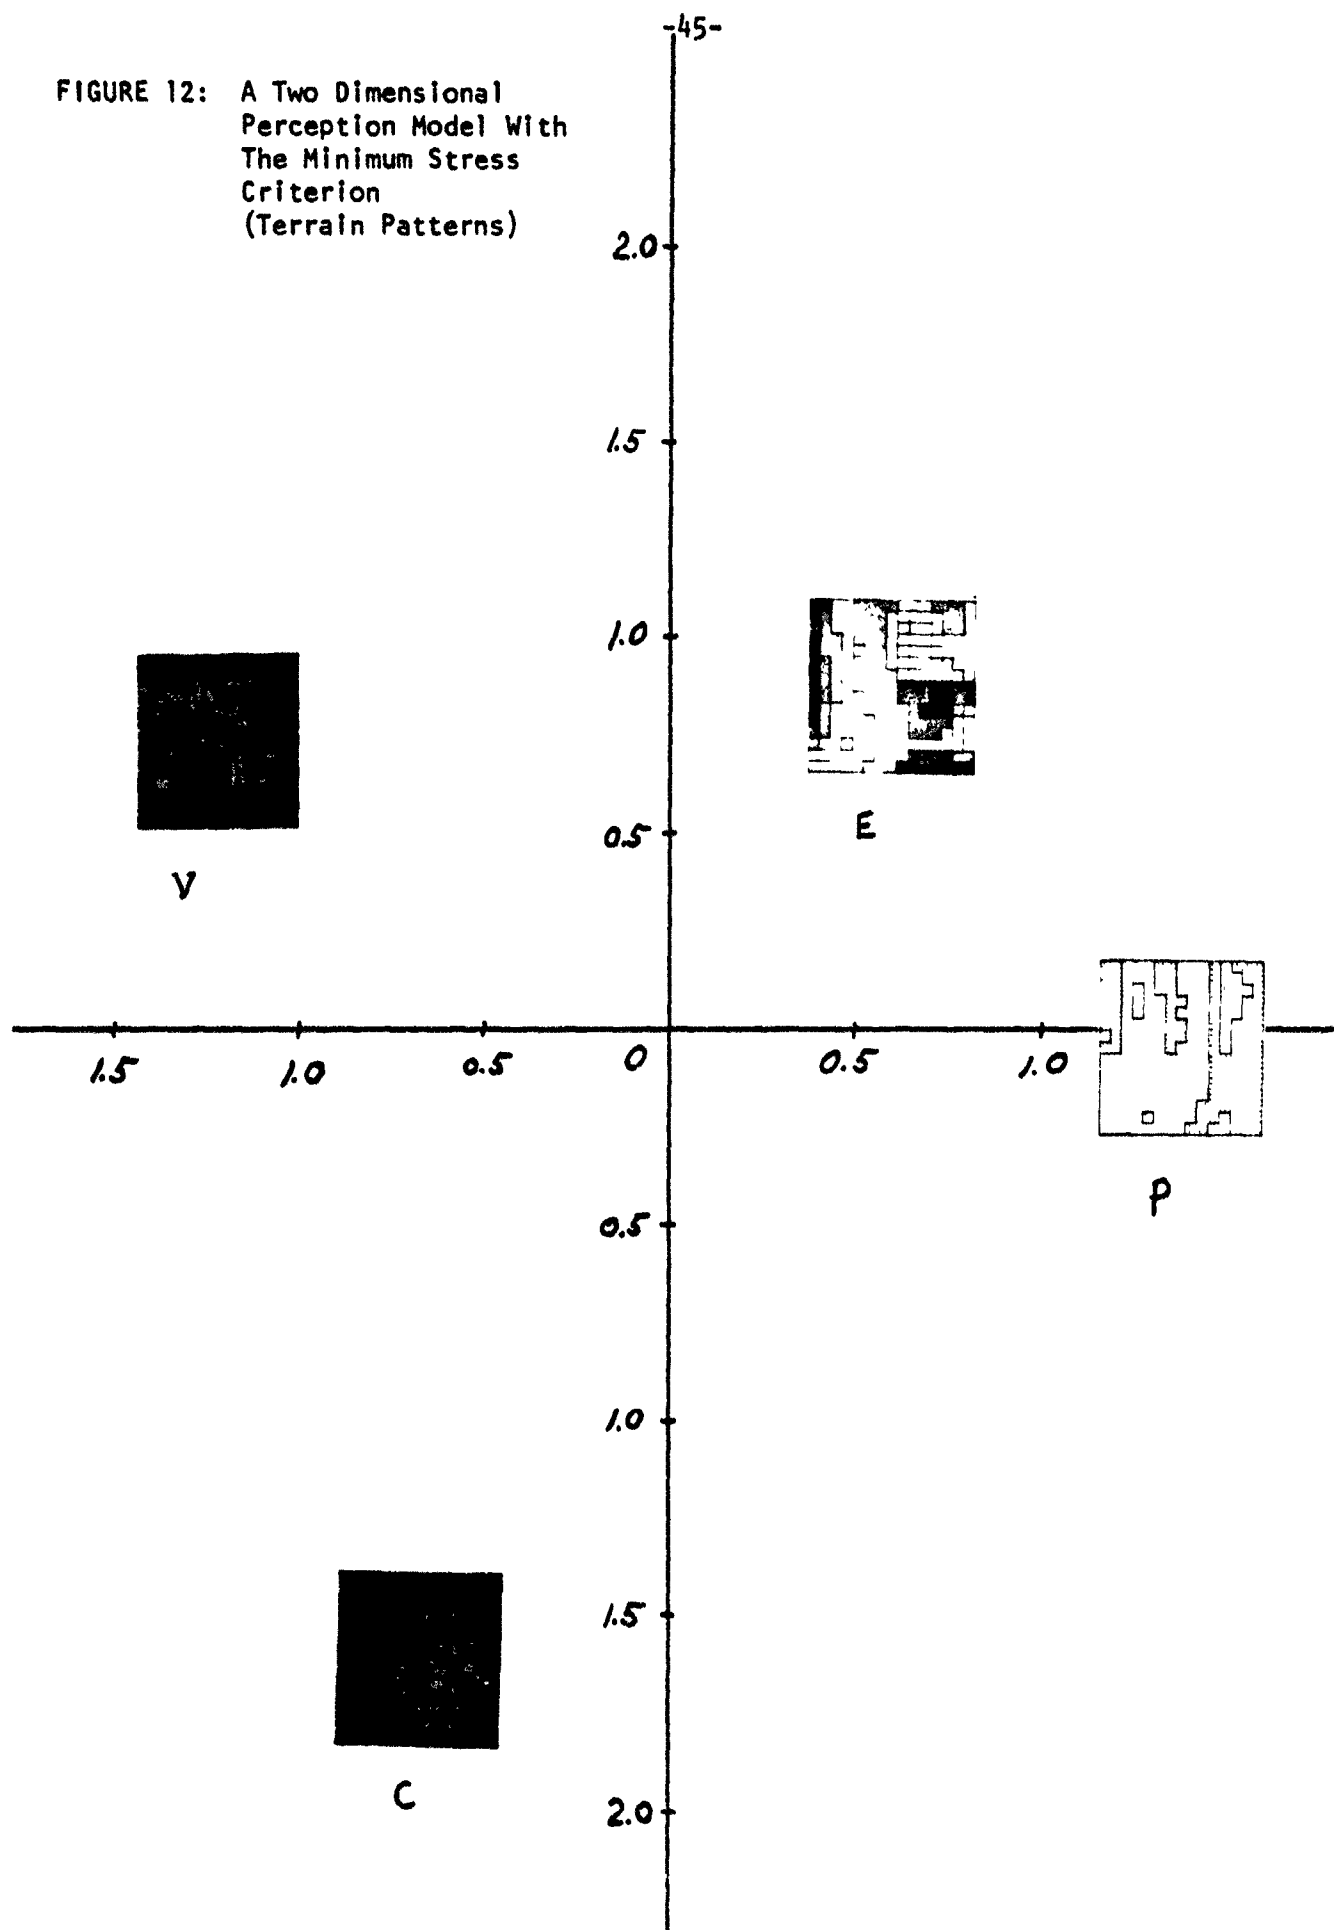 -45-
FIGURE 12: A Two Dimensional
Perception Model With
The Minimum Stress
Criterion
(Terrain Patterns)
2.0
1.5
1.0
0.5
E
V
1.5 1.0 0.5 0 0.5 1.0
P
0.5
1.0
1.5
C
2.0